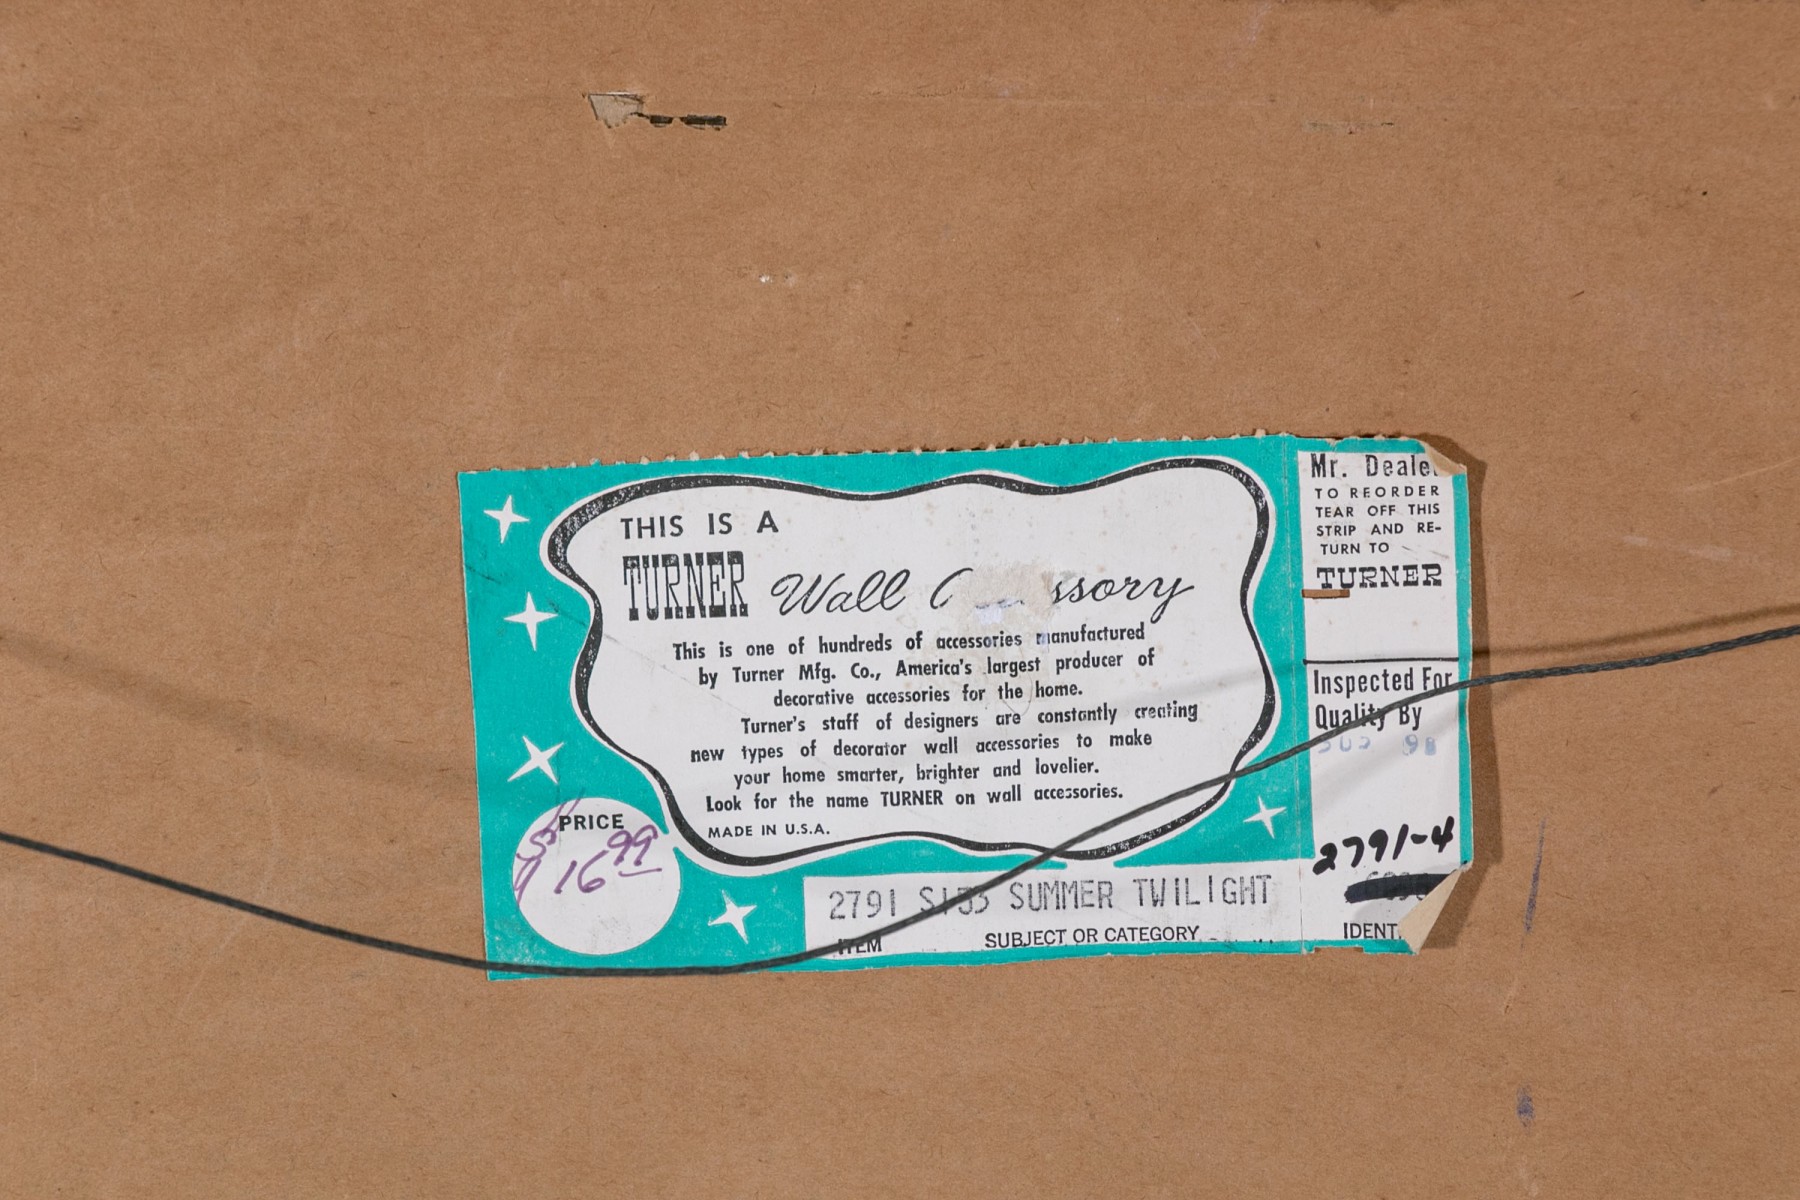 THIS IS A
TURNER Wall
This is one of hundreds of accessories manufactured
by Turner Mfg. Co., America's largest producer of
decorative accessories for the home.
Turner's staff of designers are constantly creating
new types of decorator wall accessories to make
your home smarter, brighter and lovelier.
Look for the name TURNER on wall accessories.
MADE IN U.S.A.
PRICE
$16.99
2791 SUMMER TWILIGHT
ITEM SUBJECT OR CATEGORY
Mr. Dealer
TO REORDER
TEAR OFF THIS
STRIP AND RE-
TURN TO
TURNER
Inspected For
Quality By
2791-4
IDENT.